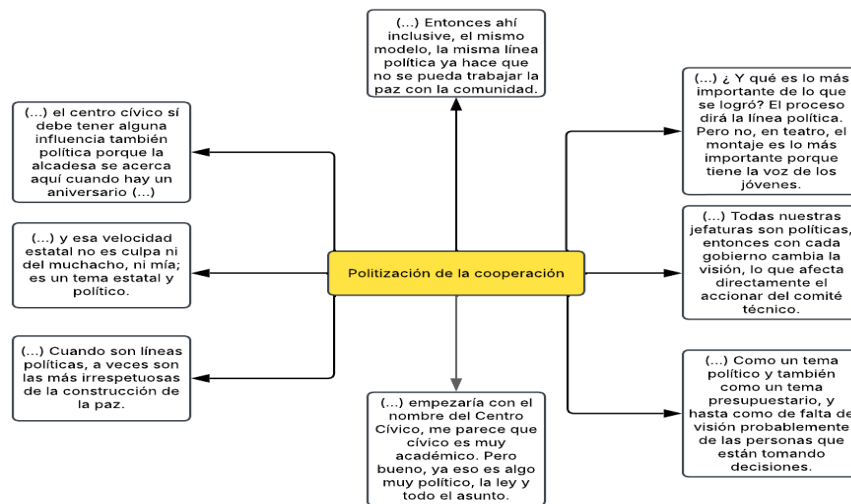 (...) Entonces ahí
inclusive, el mismo
modelo, la misma línea
política ya hace que
no se pueda trabajar la
paz con la comunidad.
(...) ¿ Y qué es lo más
importante de lo que
se logró? El proceso
dirá la línea política.
Pero no, en teatro, el
montaje es lo más
importante porque
tiene la voz de los
jóvenes.
(...) el centro cívico sí
debe tener alguna
influencia también
política porque la
alcadesa se acerca
aquí cuando hay un
aniversario (...)
(...) y esa velocidad
estatal no es culpa ni
del muchacho, ni mía;
es un tema estatal y
político.
Politización de la cooperación
(...) Todas nuestras
jefaturas son políticas,
entonces con cada
gobierno cambia la
visión, lo que afecta
directamente el
accionar del comité
técnico.
(...) Cuando son líneas
políticas, a veces son
las más irrespetuosas
de la construcción de
la paz.
(...) empezaría con el
nombre del Centro
Cívico, me parece que
cívico es muy
académico. Pero
bueno, ya eso es algo
muy político, la ley y
todo el asunto.
(...) Como un tema
político y también
como un tema
presupuestario, y
hasta como de falta de
visión probablemente
de las personas que
están tomando
decisiones.